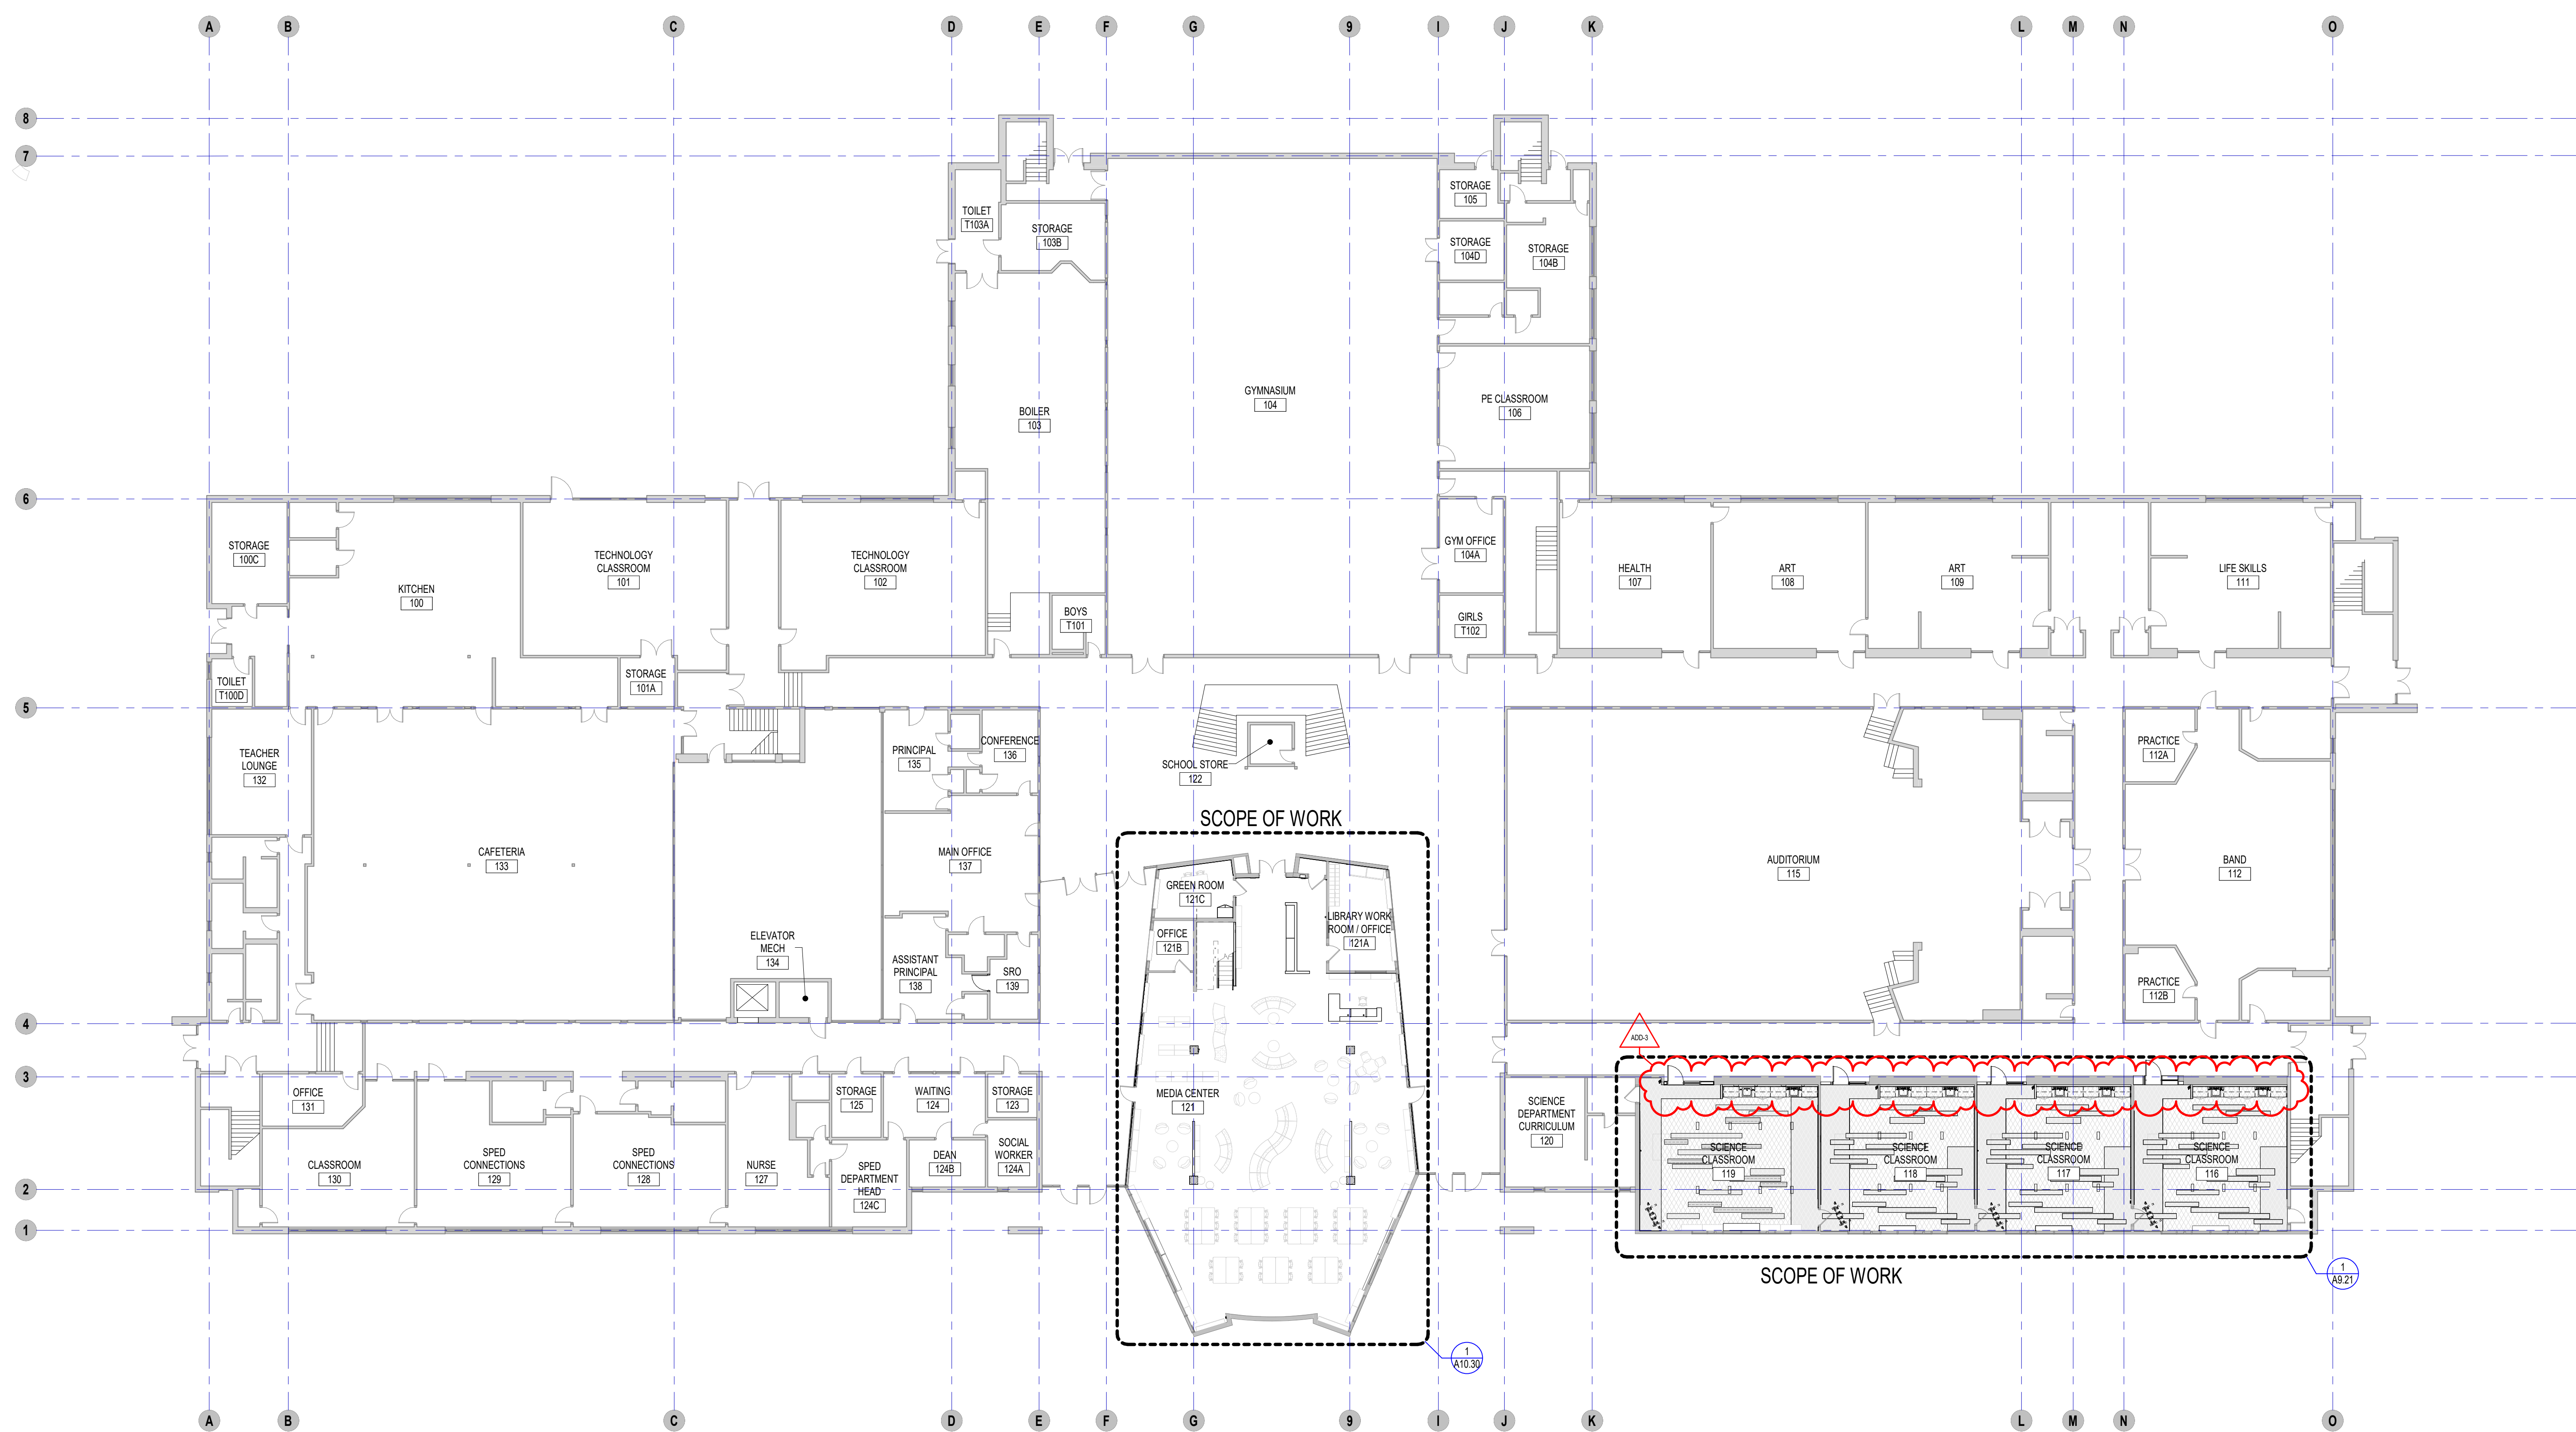 A B C D E F G 9 I J K L M N O
8
7
STORAGE
105
TOILET
T103A
STORAGE
103B
STORAGE
104D
STORAGE
104B
GYMNASIUM
104
PE CLASSROOM
106
BOILER
103
6
STORAGE
100C
TECHNOLOGY
CLASSROOM
101
TECHNOLOGY
CLASSROOM
102
GYM OFFICE
104A
HEALTH
107
ART
108
ART
109
LIFE SKILLS
111
KITCHEN
100
BOYS
T101
GIRLS
T102
TOILET
T100D
STORAGE
101A
5
TEACHER
LOUNGE
132
PRINCIPAL
135
CONFERENCE
136
SCHOOL STORE
122
PRACTICE
112A
SCOPE OF WORK
CAFETERIA
133
MAIN OFFICE
137
AUDITORIUM
115
BAND
112
GREEN ROOM
121C
LIBRARY WORK
ROOM / OFFICE
121A
OFFICE
121B
ELEVATOR
MECH
134
ASSISTANT
PRINCIPAL
138
SRO
139
PRACTICE
112B
4
ADD-3
3
OFFICE
131
STORAGE
125
WAITING
124
STORAGE
123
MEDIA CENTER
121
SCIENCE
DEPARTMENT
CURRICULUM
120
SOCIAL
WORKER
124A
CLASSROOM
130
SPED
CONNECTIONS
129
SPED
CONNECTIONS
128
NURSE
127
SPED
DEPARTMENT
HEAD
124C
DEAN
124B
SCIENCE
CLASSROOM
119
SCIENCE
CLASSROOM
118
SCIENCE
CLASSROOM
117
SCIENCE
CLASSROOM
116
2
1
SCOPE OF WORK
1
A9.21
1
A10.30
A B C D E F G 9 I J K L M N O